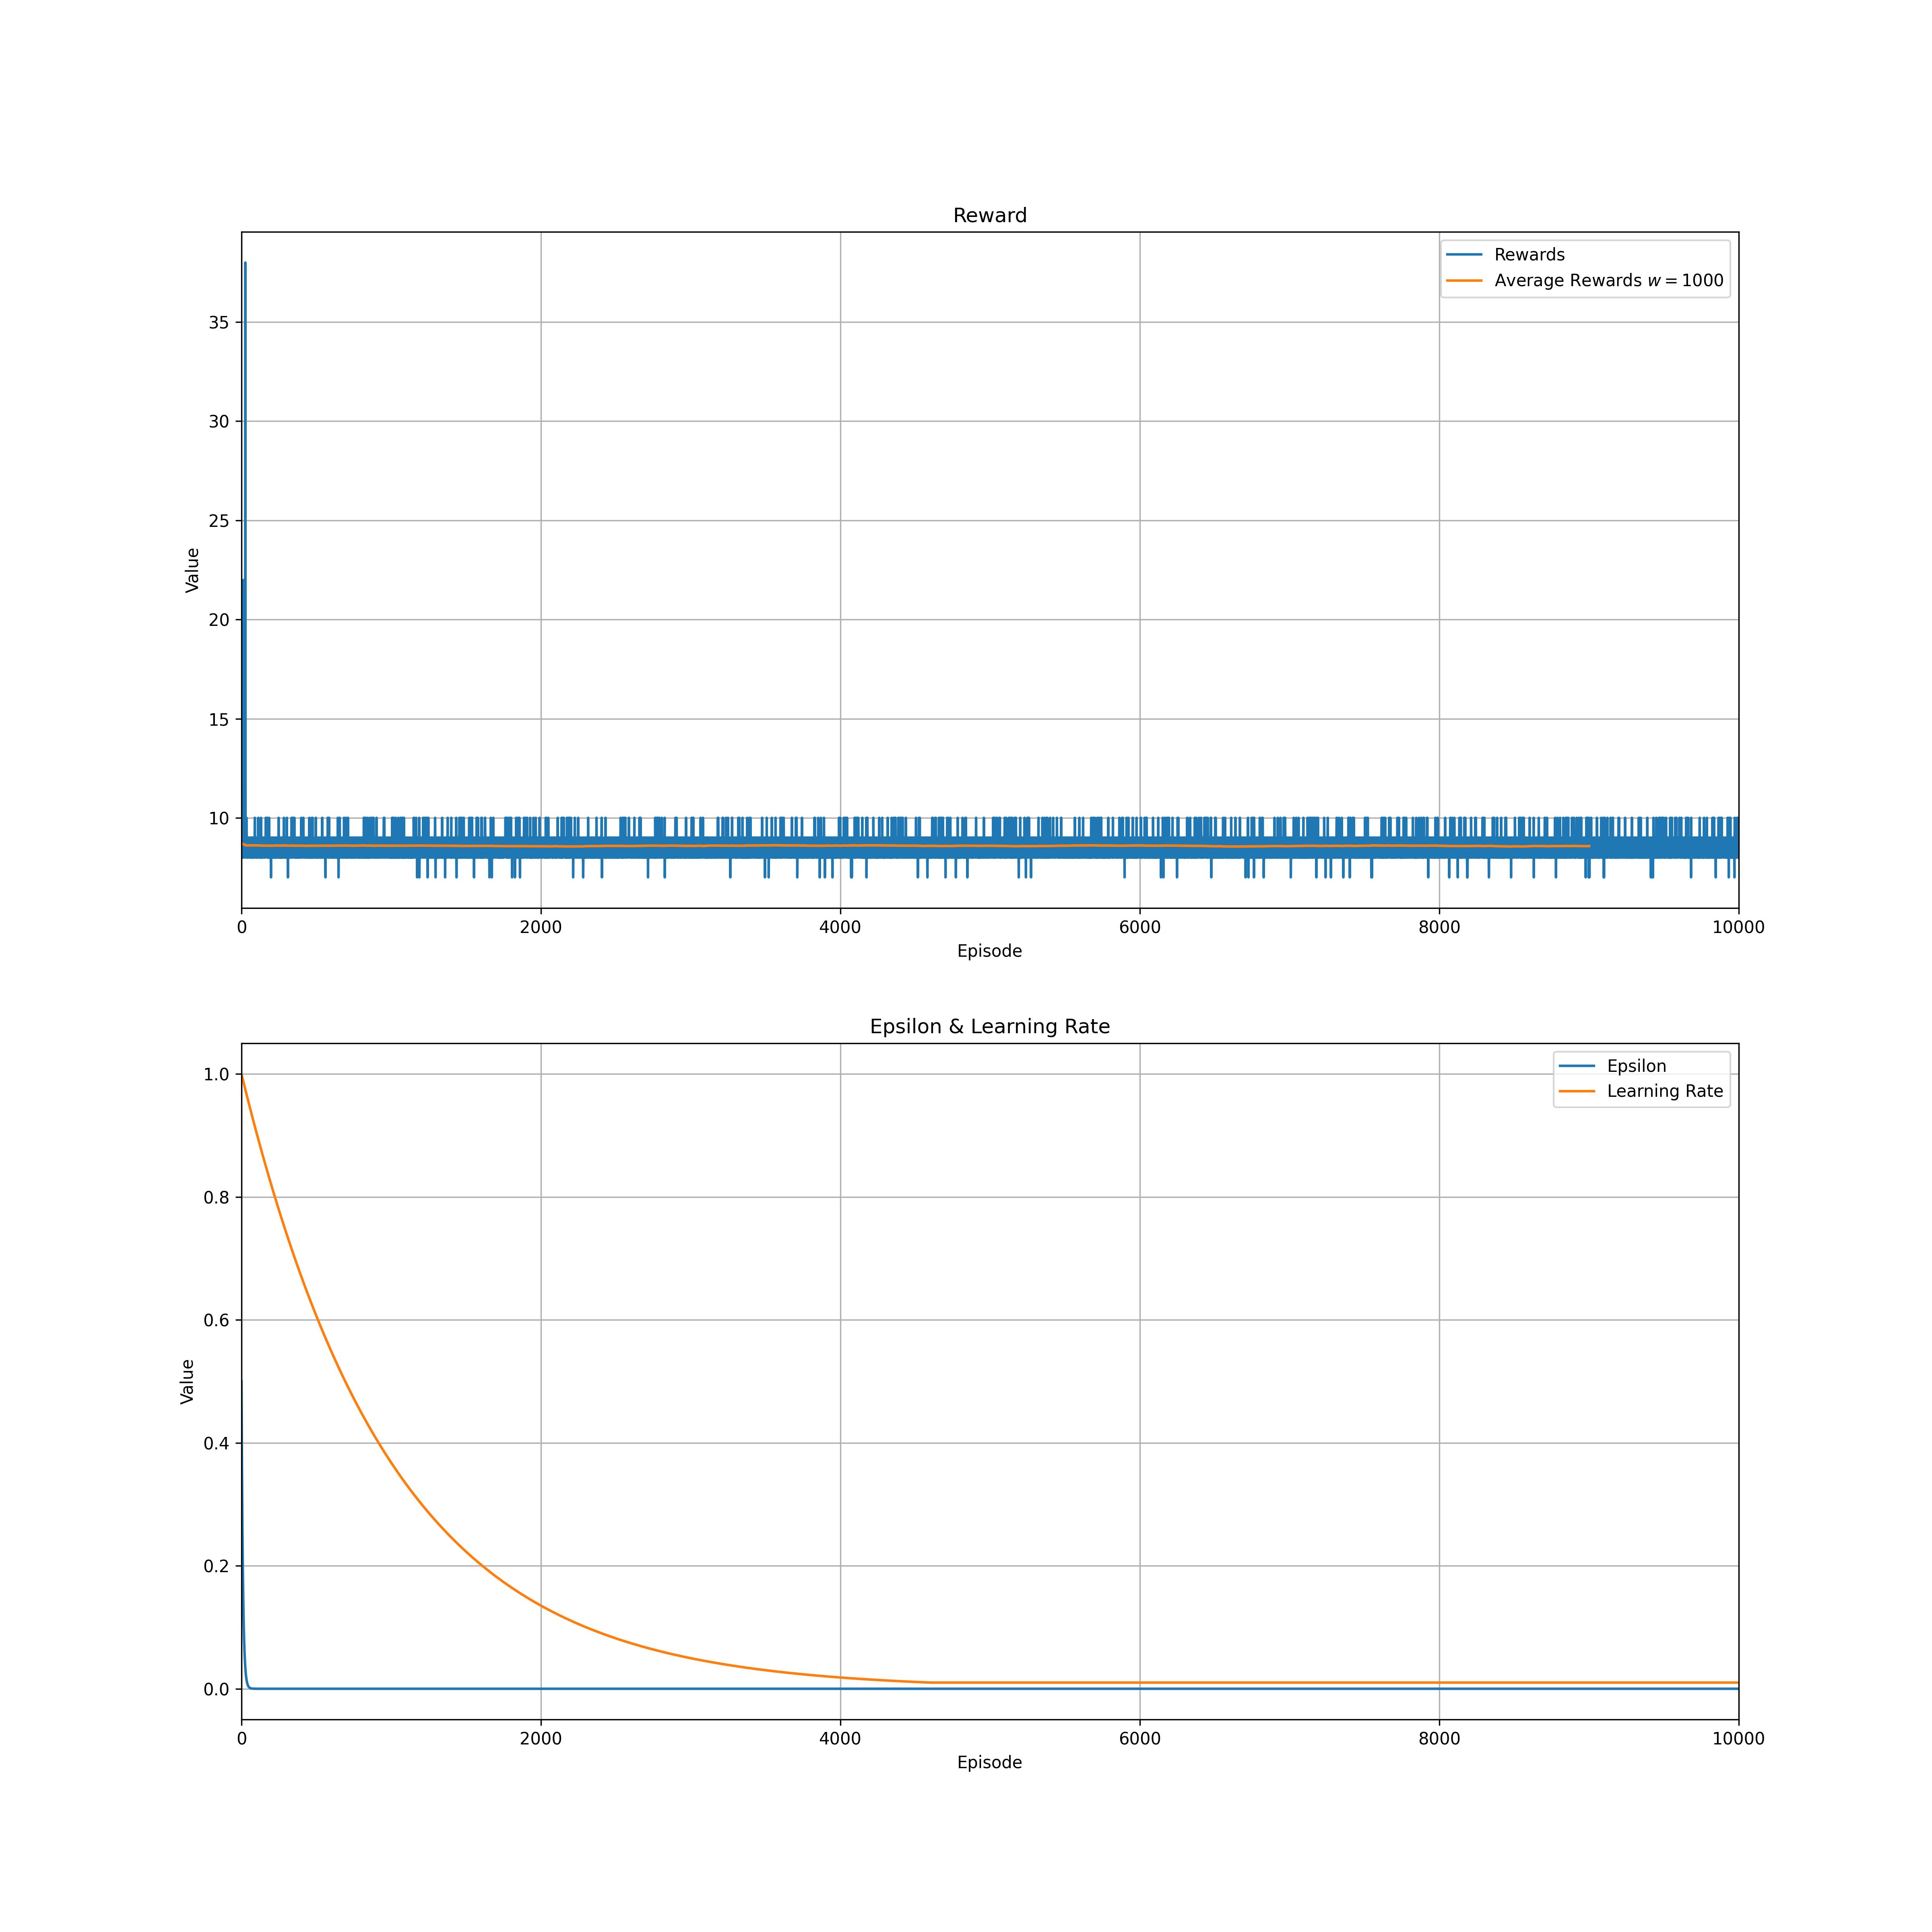 Reward
Rewards
Average Rewards w = 1000
Value
35
30
25
20
15
10
0 2000 4000 6000 8000 10000
Episode
Epsilon & Learning Rate
Epsilon
Learning Rate
Value
1.0
0.8
0.6
0.4
0.2
0.0
0 2000 4000 6000 8000 10000
Episode